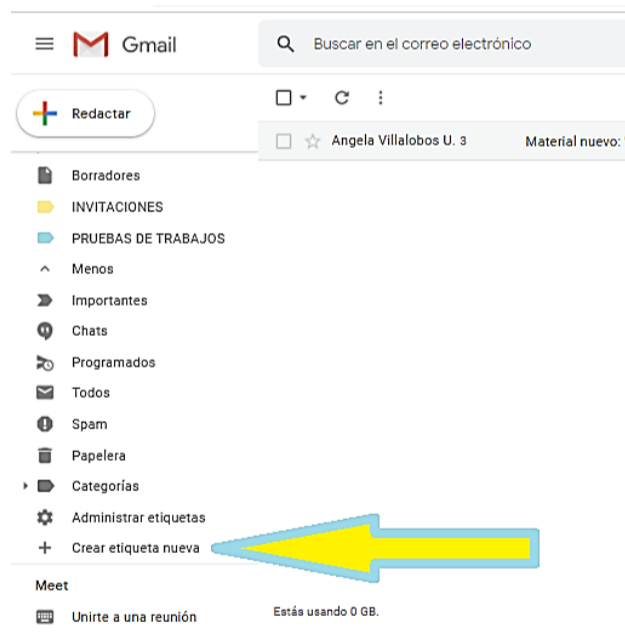 Gmail
Buscar en el correo electrónico
Redactar
Angela Villalobos U. 3 Material nuevo:
Borradores
INVITACIONES
PRUEBAS DE TRABAJOS
Menos
Importantes
Chats
Programados
Todos
Spam
Papelera
Categorías
Administrar etiquetas
Crear etiqueta nueva
Meet
Unirte a una reunión
Estás usando 0 GB.